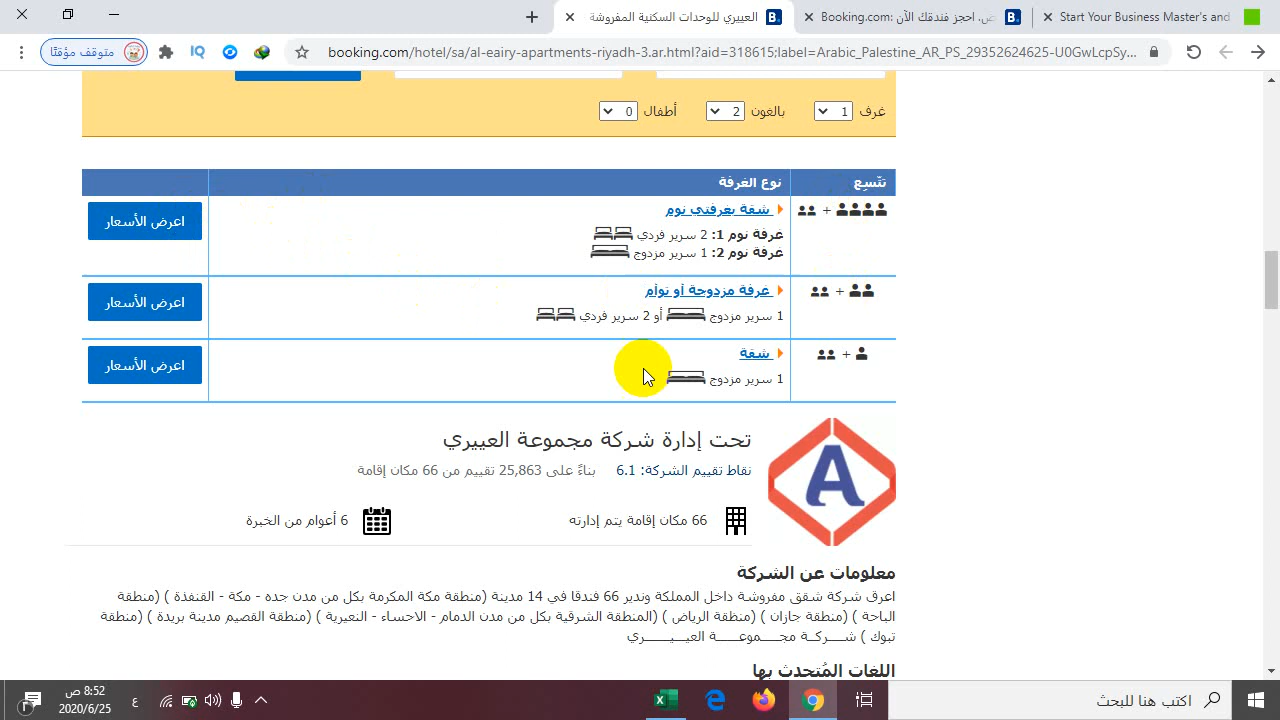 العييري للوحدات السكنية المفروشة
Booking.com: ض. احجز فندقك الآن
Start Your Business Master's and
متوقف مؤقتًا
booking.com/hotel/sa/al-eairy-apartments-riyadh-3.ar.html?aid=318615;label=Arabic_Palestine_AR_PS_29352624625-U0GwLcpSy...
غرف 1 بالغون 2 أطفال 0
تتّسع نوع الغرفة
+ شقة بغرفتي نوم اعرض الأسعار
غرفة نوم 1: 2 سرير فردي
غرفة نوم 2: 1 سرير مزدوج
+ غرفة مزدوجة أو توأم اعرض الأسعار
1 سرير مزدوج أو 2 سرير فردي
+ شقة اعرض الأسعار
1 سرير مزدوج
A
تحت إدارة شركة مجموعة العييري
نقاط تقييم الشركة: 6.1 بناءً على 25,863 تقييم من 66 مكان إقامة
66 مكان إقامة يتم إدارته 6 أعوام من الخبرة
معلومات عن الشركة
اعرق شركة شقق مفروشة داخل المملكة وندير 66 فندقا في 14 مدينة (منطقة مكة المكرمة بكل من مدن جده - مكة - القنفذة ) (منطقة
الباحة ) (منطقة جازان ) (منظقة الرياض ) (المنطقة الشرقية بكل من مدن الدمام - الاحساء - النعيرية ) (منطقة القصيم مدينة بريدة ) (منطقة
تبوك ) شـــركــة مجـــموعــــة العيـــيـــــــري
اللغات المُتحدث بها
اكتب هنا للبحث
ع
8:52 ص
2020/6/25